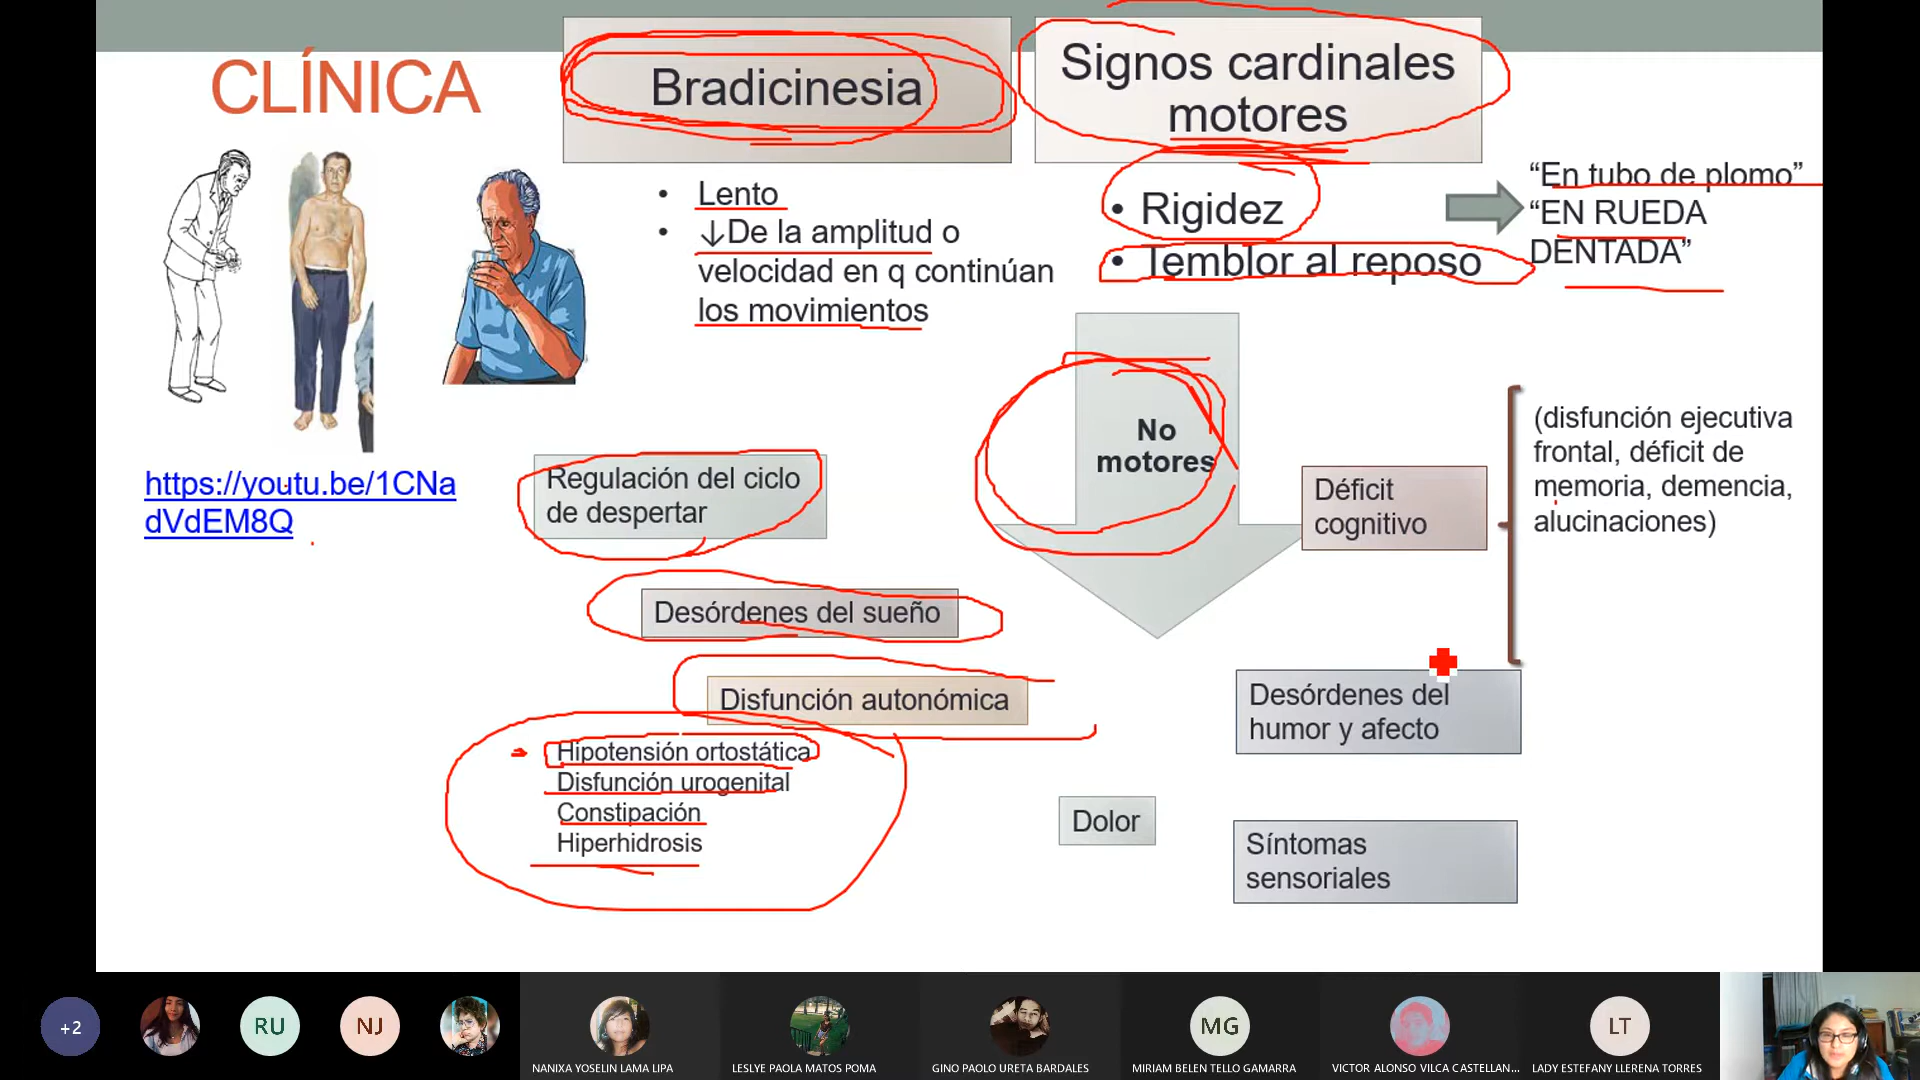 CLÍNICA
Bradicinesia
Signos cardinales
motores
• Lento
• ↓De la amplitud o
velocidad en q continúan
los movimientos
• Rigidez
• Temblor al reposo
“En tubo de plomo”
“EN RUEDA
DENTADA”
No
motores
https://youtu.be/1CNa
dVdEM8Q
Regulación del ciclo
de despertar
Desórdenes del sueño
Disfunción autonómica
Hipotensión ortostática
Disfunción urogenital
Constipación
Hiperhidrosis
Déficit
cognitivo
(disfunción ejecutiva
frontal, déficit de
memoria, demencia,
alucinaciones)
Desórdenes del
humor y afecto
Dolor
Síntomas
sensoriales
+2
RU
NJ
MG
LT
NANIXA YOSELIN LAMA LIPA
LESLYE PAOLA MATOS POMA
GINO PAOLO URETA BARDALES
MIRIAM BELEN TELLO GAMARRA
VICTOR ALONSO VILCA CASTELLAN...
LADY ESTEFANY LLERENA TORRES